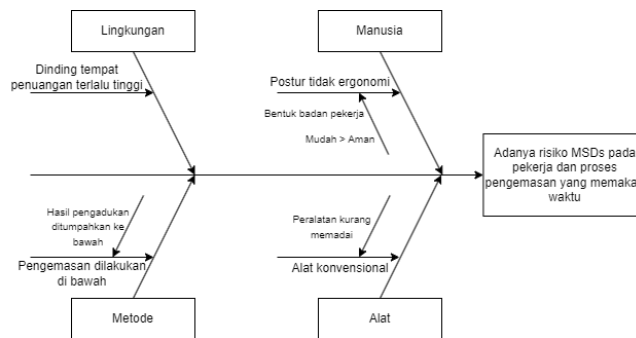 Lingkungan
Manusia
Dinding tempat
penuangan terlalu tinggi
Postur tidak ergonomi
Bentuk badan pekerja
Mudah > Aman
Adanya risiko MSDs pada
pekerja dan proses
pengemasan yang memaka
waktu
Hasil pengadukan
ditumpahkan ke
bawah
Pengemasan dilakukan
di bawah
Peralatan kurang
memadai
Alat konvensional
Metode
Alat